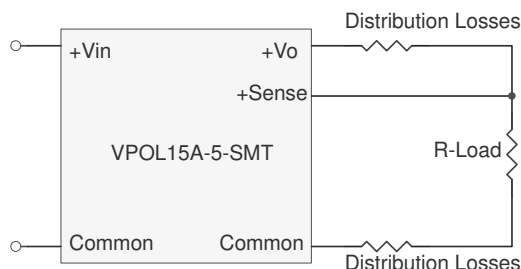 Distribution Losses
+Vin
+Vo
+Sense
VPOL15A-5-SMT
R-Load
Common
Common
Distribution Losses